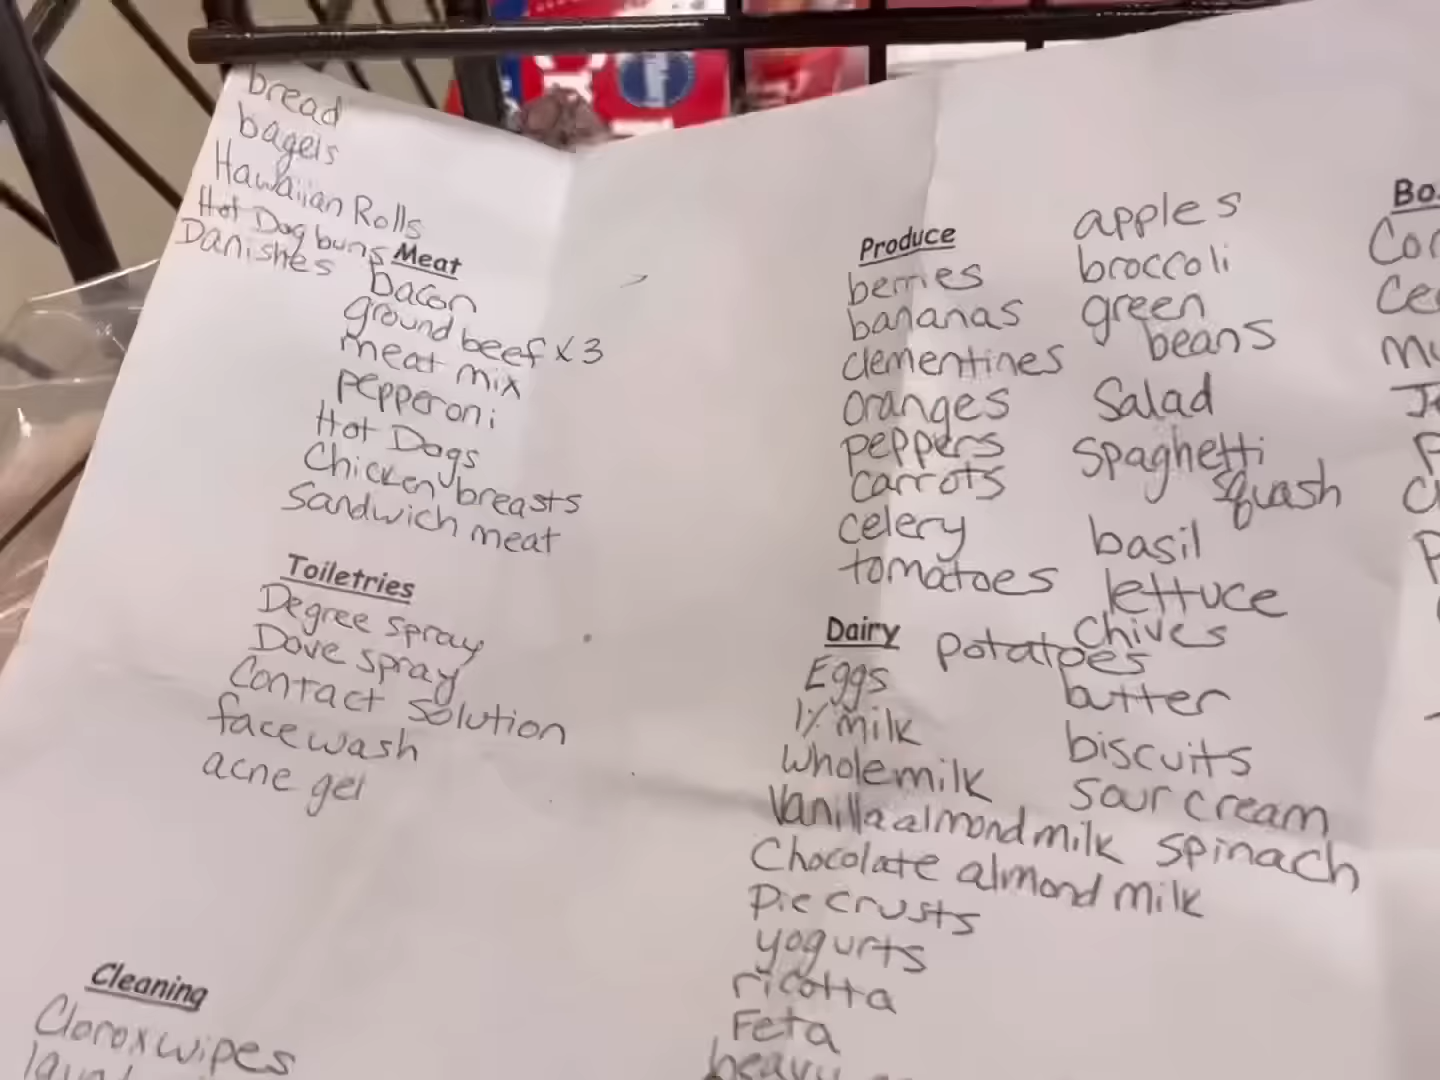 bread
bagels
Hawaiian Rolls
Hot Dog buns
Danishes
Meat
bacon
ground beef x 3
meat mix
pepperoni
Hot Dogs
Chicken breasts
Sandwich meat
Toiletries
Degree spray
Dove spray
Contact Solution
face wash
acne gel
Cleaning
Clorox wipes
Produce
berries
bananas
clementines
oranges
peppers
carrots
celery
tomatoes
potatoes
apples
broccoli
green
beans
Salad
Spaghetti
squash
basil
lettuce
Chives
Dairy
Eggs
1% milk
whole milk
Vanilla almond milk
Chocolate almond milk
Pie crusts
yogurts
ricotta
Feta
heavy
butter
biscuits
sour cream
spinach